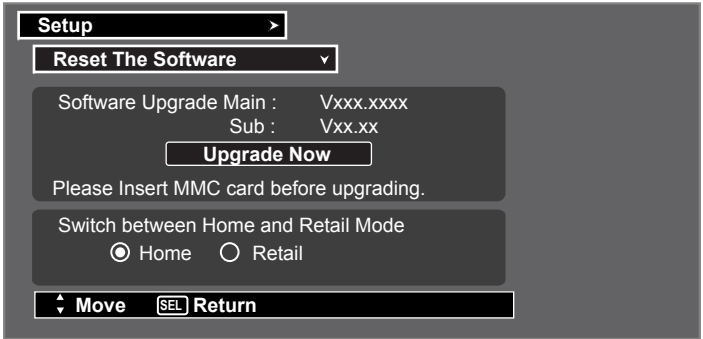 Setup
Reset The Software
Software Upgrade Main : Vxxx.xxxx
Sub : Vxx.xx
Upgrade Now
Please Insert MMC card before upgrading.
Switch between Home and Retail Mode
Home Retail
Move SEL Return